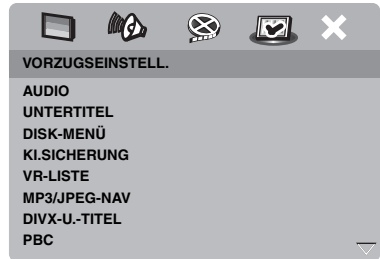 VORZUGSEINSTELL.
AUDIO
UNTERTITEL
DISK-MENÜ
KI.SICHERUNG
VR-LISTE
MP3/JPEG-NAV
DIVX-U.-TITEL
PBC